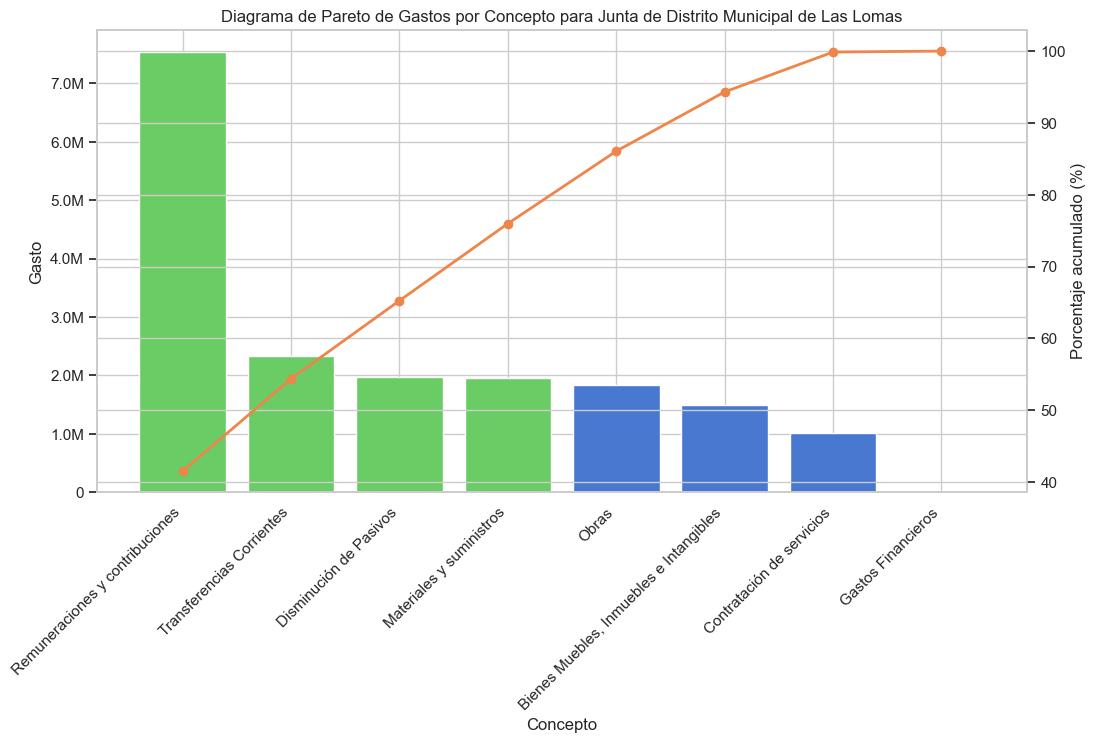 Diagrama de Pareto de Gastos por Concepto para Junta de Distrito Municipal de Las Lomas
Gasto
7.0M
6.0M
5.0M
4.0M
3.0M
2.0M
1.0M
0
100
90
80
70
60
50
40
Porcentaje acumulado (%)
Remuneraciones y contribuciones
Transferencias Corrientes
Disminución de Pasivos
Materiales y suministros
Obras
Bienes Muebles, Inmuebles e Intangibles
Contratación de servicios
Gastos Financieros
Concepto